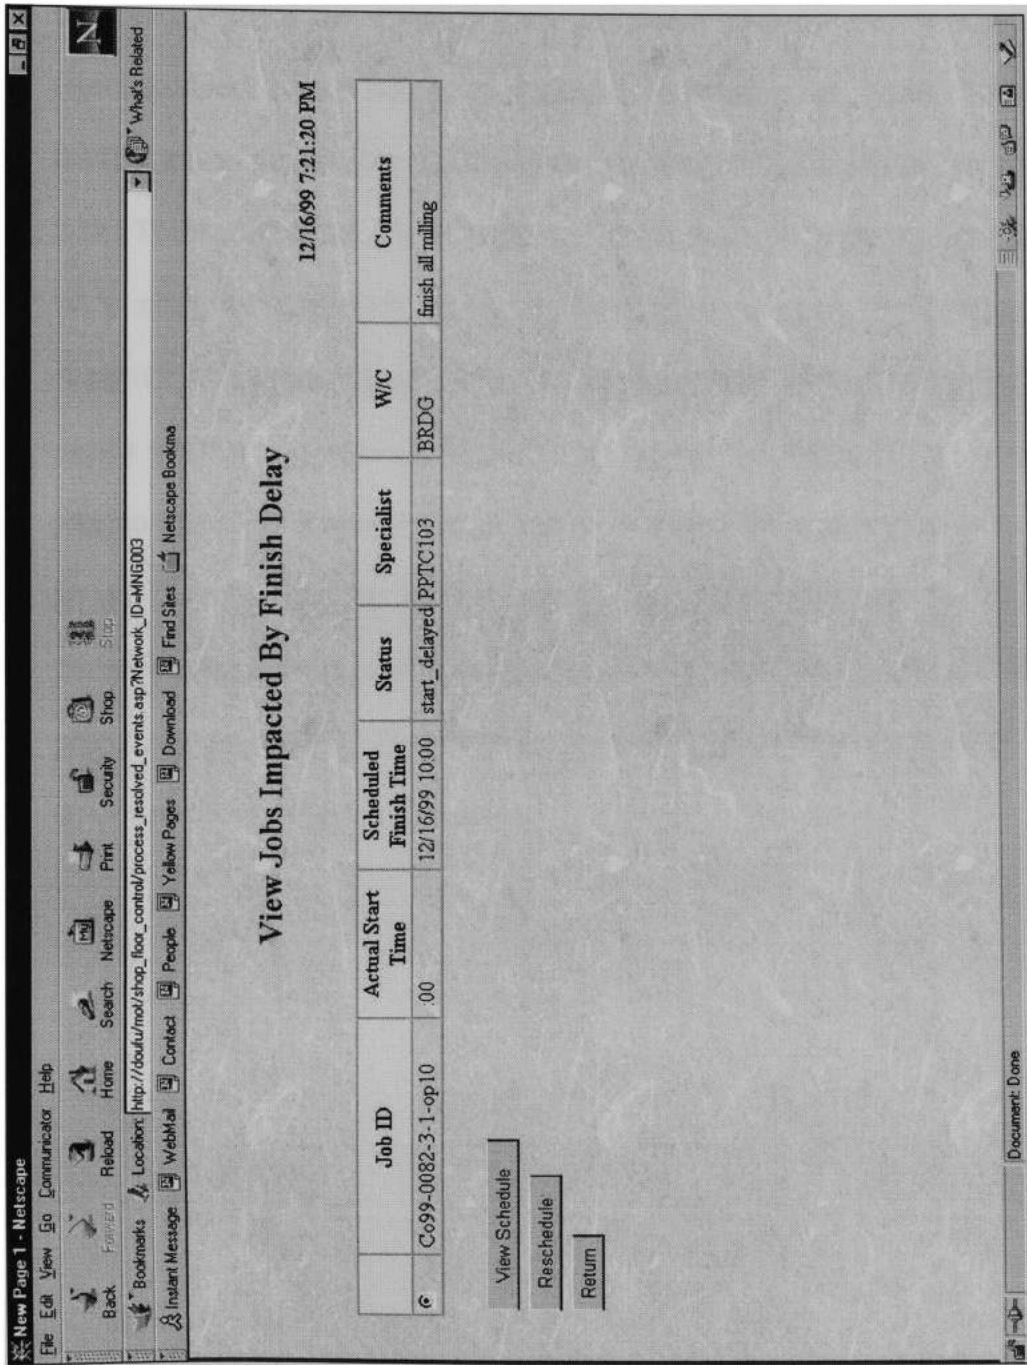 New Page 1 - Netscape
File Edit View Go Communicator Help
Back Forward Reload Home Search Netscape Print Security Shop Stop
Bookmarks Location: http://doufu/mot/shop_floor_control/process_resolved_events.asp?Network_ID=MNG003 What's Related
Instant Message WebMail Contact People Yellow Pages Download Find Sites Netscape Bookma
View Jobs Impacted By Finish Delay
12/16/99 7:21:20 PM
Job ID Actual Start Time Scheduled Finish Time Status Specialist W/C Comments
Co99-0082-3-1-op10 :00 12/16/99 10:00 start_delayed PPTC103 BRDG finish all milling
View Schedule
Reschedule
Return
Document: Done